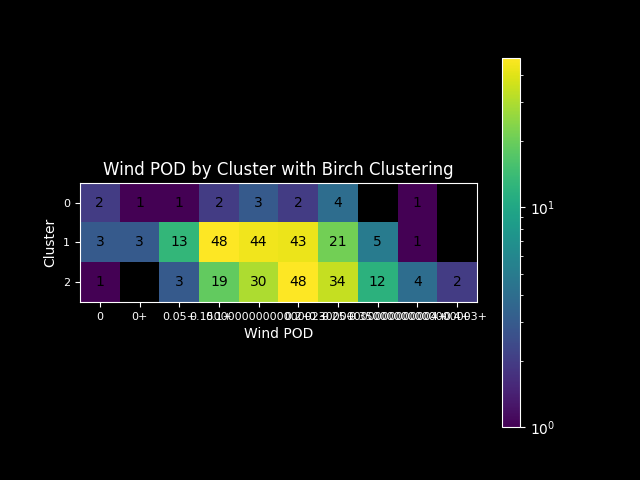 Wind POD by Cluster with Birch Clustering
10¹
0 2 1 1 2 3 2 4 1
Cluster
1 3 3 13 48 44 43 21 5 1
2 1 3 19 30 48 34 12 4 2
0 0+ 0.05+
Wind POD
10⁰